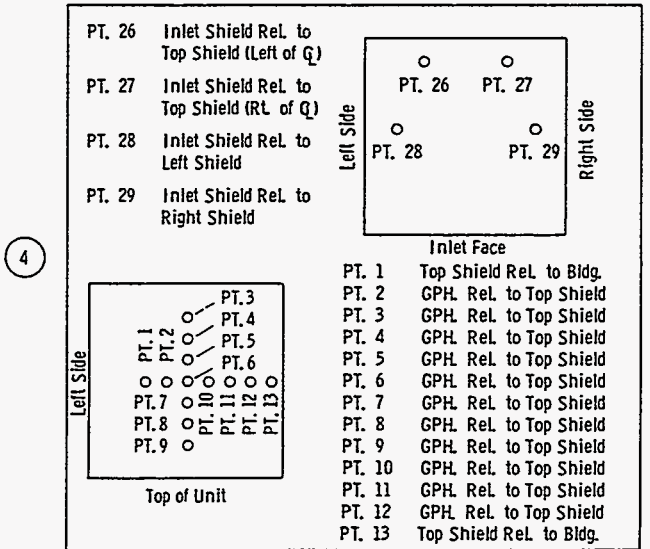 PT. 26 Inlet Shield Rel. to
Top Shield (Left of ℄)
PT. 27 Inlet Shield Rel. to
Top Shield (Rt. of ℄)
PT. 28 Inlet Shield Rel. to
Left Shield
PT. 29 Inlet Shield Rel. to
Right Shield
Left Side
PT. 26 PT. 27
PT. 28 PT. 29
Right Side
Inlet Face
4
Left Side
PT. 1
PT. 2
PT. 3
PT. 4
PT. 5
PT. 6
PT. 7
PT. 8
PT. 9
PT. 10
PT. 11
PT. 12
PT. 13
Top of Unit
PT. 1 Top Shield Rel. to Bldg.
PT. 2 GPH. Rel. to Top Shield
PT. 3 GPH. Rel. to Top Shield
PT. 4 GPH. Rel. to Top Shield
PT. 5 GPH. Rel. to Top Shield
PT. 6 GPH. Rel. to Top Shield
PT. 7 GPH. Rel. to Top Shield
PT. 8 GPH. Rel. to Top Shield
PT. 9 GPH. Rel. to Top Shield
PT. 10 GPH. Rel. to Top Shield
PT. 11 GPH. Rel. to Top Shield
PT. 12 GPH. Rel. to Top Shield
PT. 13 Top Shield Rel. to Bldg.